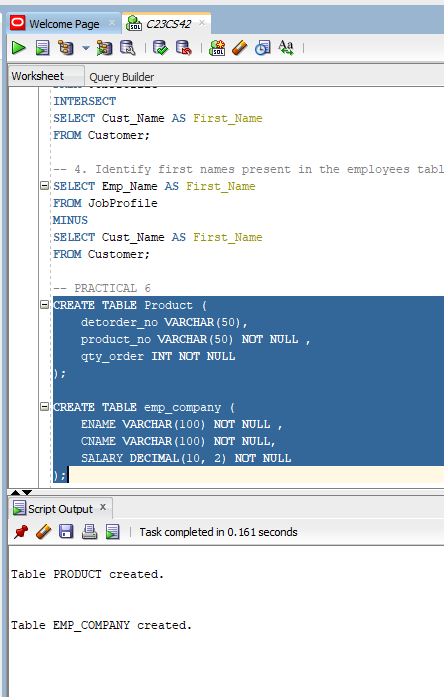 Welcome Page
C23CS42
Worksheet
Query Builder
INTERSECT
SELECT Cust_Name AS First_Name
FROM Customer;
-- 4. Identify first names present in the employees tabl
SELECT Emp_Name AS First_Name
FROM JobProfile
MINUS
SELECT Cust_Name AS First_Name
FROM Customer;
-- PRACTICAL 6
CREATE TABLE Product (
detorder_no VARCHAR(50),
product_no VARCHAR(50) NOT NULL ,
qty_order INT NOT NULL
);
CREATE TABLE emp_company (
ENAME VARCHAR(100) NOT NULL ,
CNAME VARCHAR(100) NOT NULL,
SALARY DECIMAL(10, 2) NOT NULL
);
Script Output x
Task completed in 0.161 seconds
Table PRODUCT created.
Table EMP_COMPANY created.